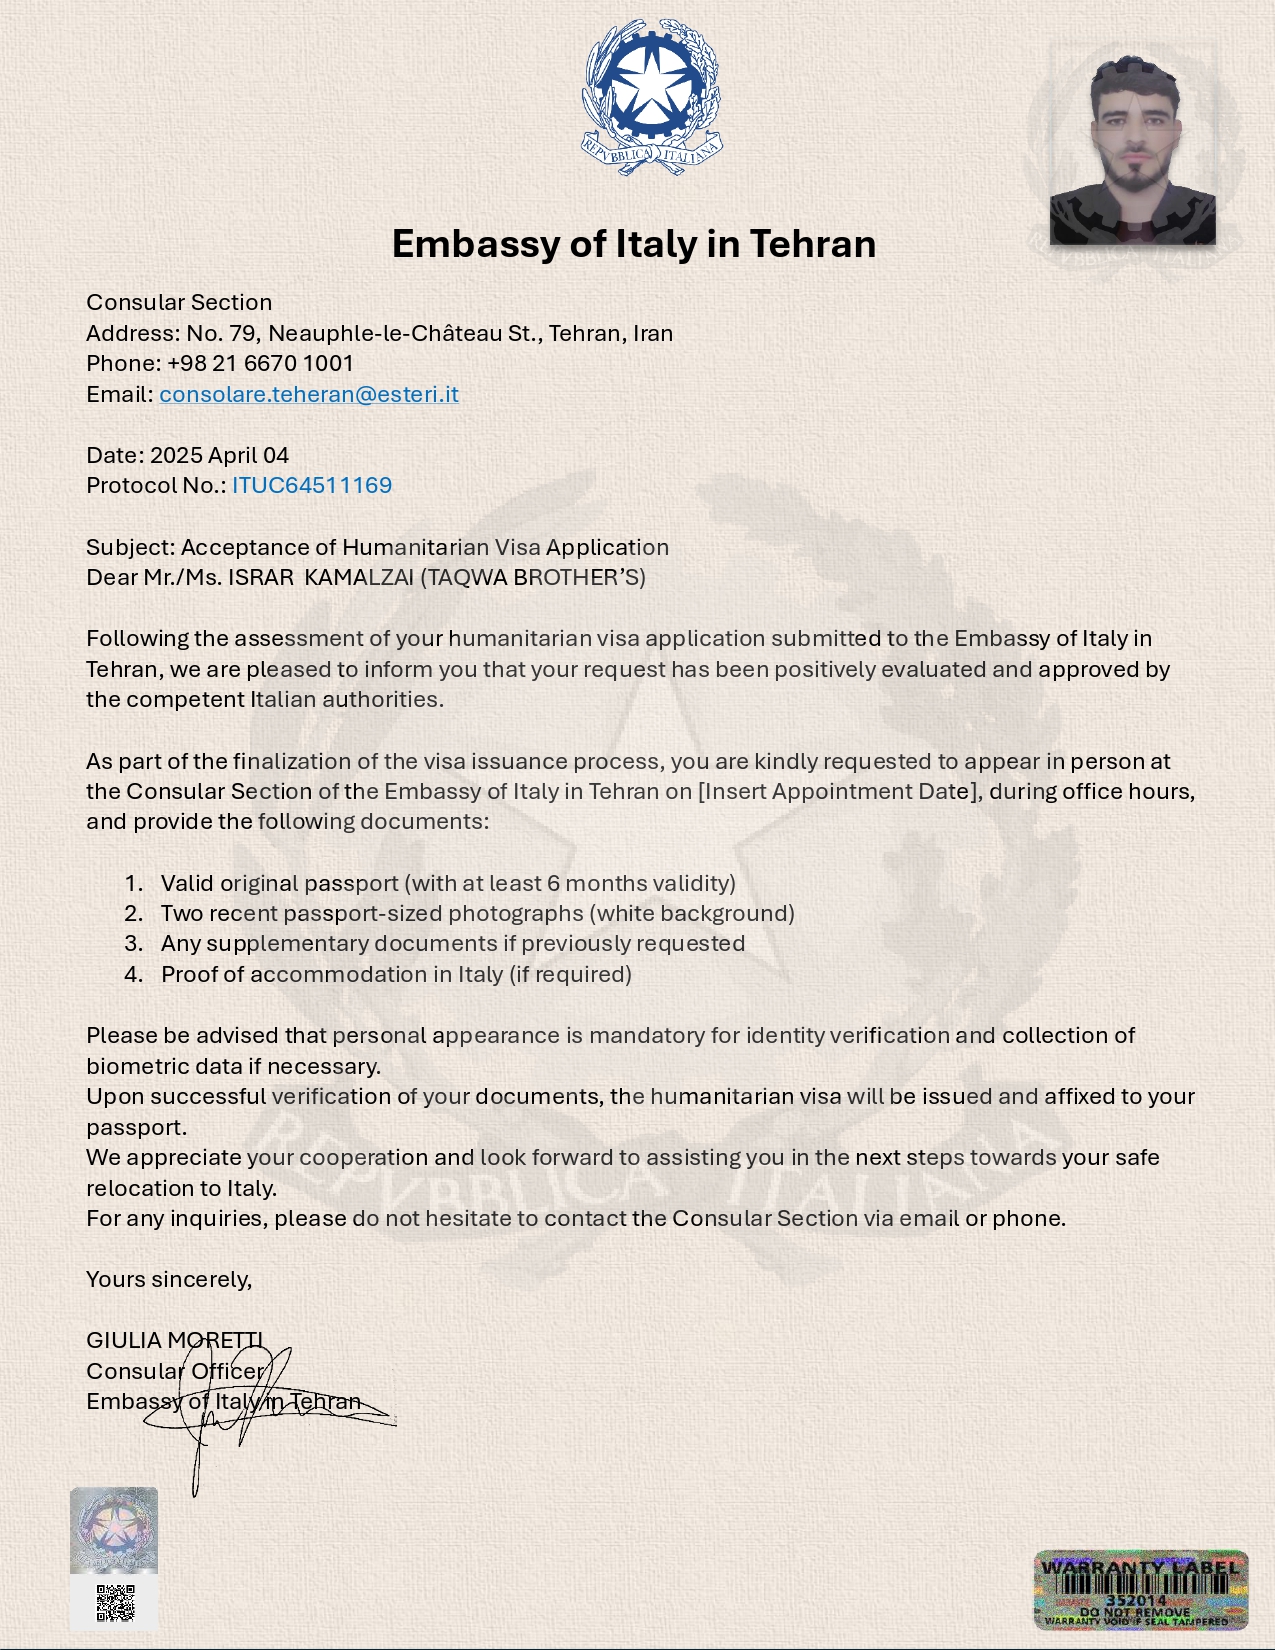 REPVBBLICA ITALIANA
Embassy of Italy in Tehran
Consular Section
Address: No. 79, Neauphle-le-Château St., Tehran, Iran
Phone: +98 21 6670 1001
Email: consolare.teheran@esteri.it
Date: 2025 April 04
Protocol No.: ITUC64511169
Subject: Acceptance of Humanitarian Visa Application
Dear Mr./Ms. ISRAR  KAMALZAI (TAQWA BROTHER’S)
Following the assessment of your humanitarian visa application submitted to the Embassy of Italy in
Tehran, we are pleased to inform you that your request has been positively evaluated and approved by
the competent Italian authorities.
As part of the finalization of the visa issuance process, you are kindly requested to appear in person at
the Consular Section of the Embassy of Italy in Tehran on [Insert Appointment Date], during office hours,
and provide the following documents:
1. Valid original passport (with at least 6 months validity)
2. Two recent passport-sized photographs (white background)
3. Any supplementary documents if previously requested
4. Proof of accommodation in Italy (if required)
Please be advised that personal appearance is mandatory for identity verification and collection of
biometric data if necessary.
Upon successful verification of your documents, the humanitarian visa will be issued and affixed to your
passport.
We appreciate your cooperation and look forward to assisting you in the next steps towards your safe
relocation to Italy.
For any inquiries, please do not hesitate to contact the Consular Section via email or phone.
REPVBBLICA ITALIANA
Yours sincerely,
GIULIA MORETTI
Consular Officer
Embassy of Italy in Tehran
WARRANTY LABEL
352014
DO NOT REMOVE
WARRANTY VOID IF SEAL TAMPERED